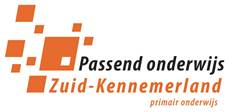 Passend onderwijs
Zuid-Kennemerland
primair onderwijs